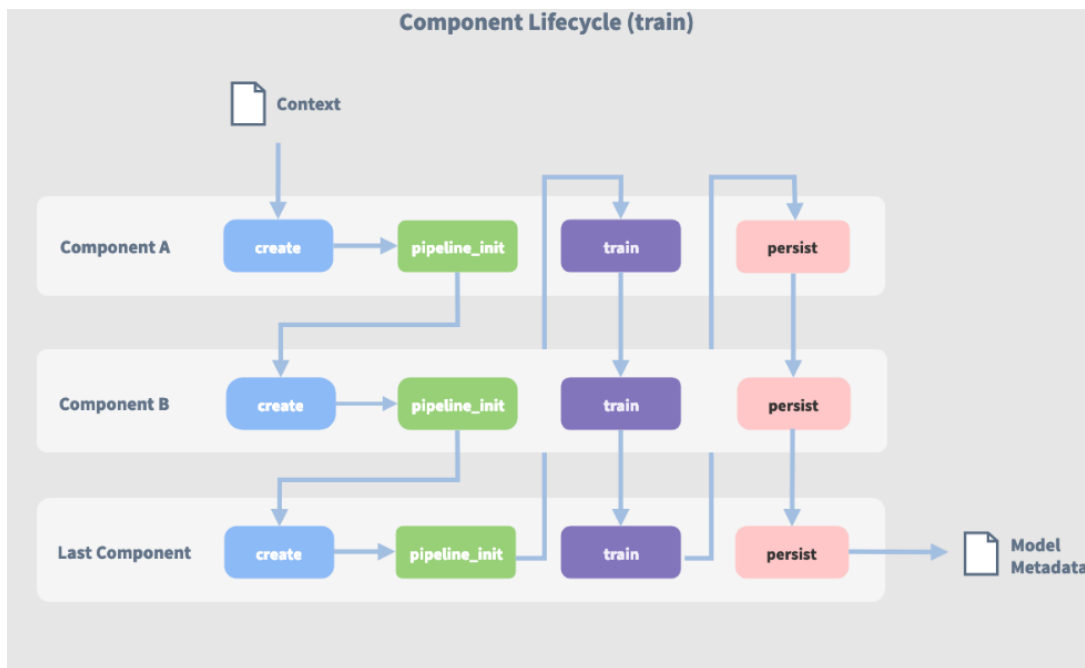 Component Lifecycle (train)
Context
Component A
create
pipeline_init
train
persist
Component B
create
pipeline_init
train
persist
Last Component
create
pipeline_init
train
persist
Model
Metadata